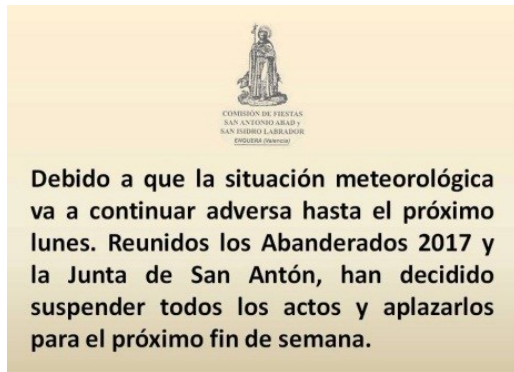 COMISIÓN DE FIESTAS
SAN ANTONIO ABAD y
SAN ISIDRO LABRADOR
ENGUERA (Valencia)
Debido a que la situación meteorológica
va a continuar adversa hasta el próximo
lunes. Reunidos los Abanderados 2017 y
la Junta de San Antón, han decidido
suspender todos los actos y aplazarlos
para el próximo fin de semana.